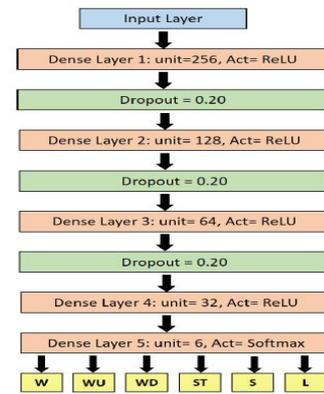 Input Layer
Dense Layer 1: unit=256, Act= ReLU
Dropout = 0.20
Dense Layer 2: unit= 128, Act= ReLU
Dropout = 0.20
Dense Layer 3: unit= 64, Act= ReLU
Dropout = 0.20
Dense Layer 4: unit= 32, Act= ReLU
Dense Layer 5: unit= 6, Act= Softmax
W WU WD ST S L